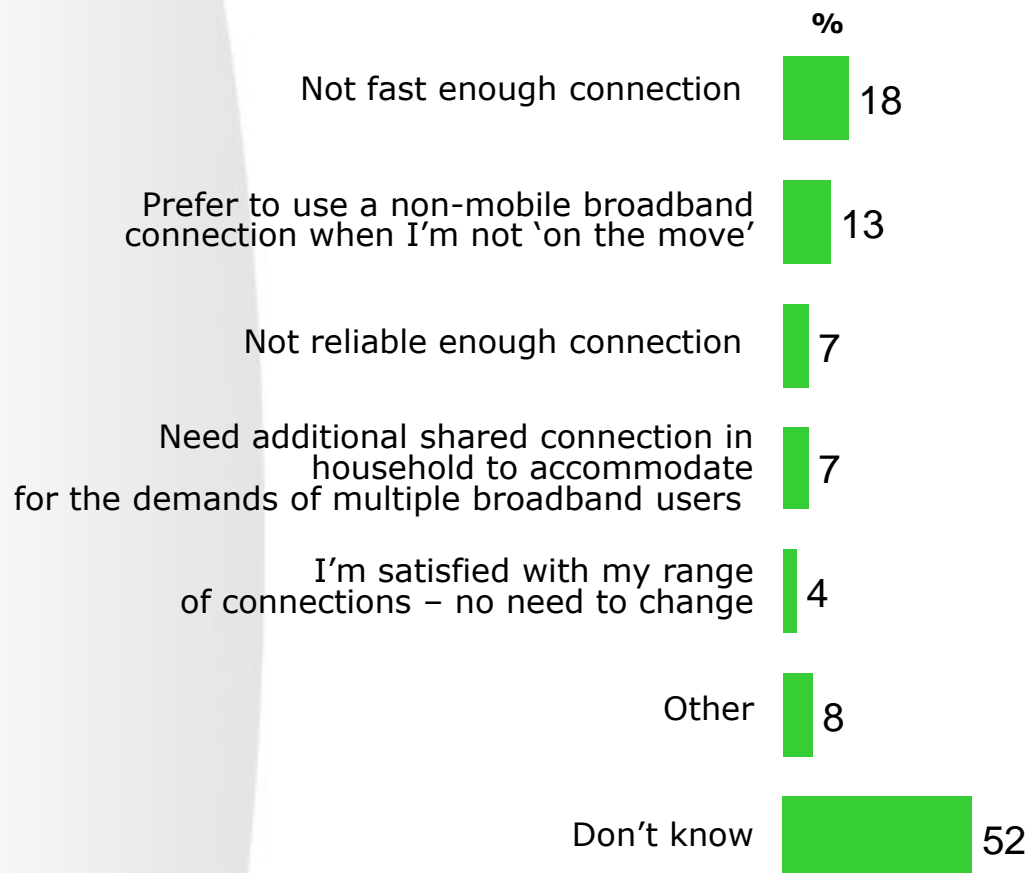 %
Not fast enough connection 18
Prefer to use a non-mobile broadband
connection when I’m not ‘on the move’ 13
Not reliable enough connection 7
Need additional shared connection in
household to accommodate 7
for the demands of multiple broadband users
I’m satisfied with my range
of connections – no need to change 4
Other 8
Don’t know 52